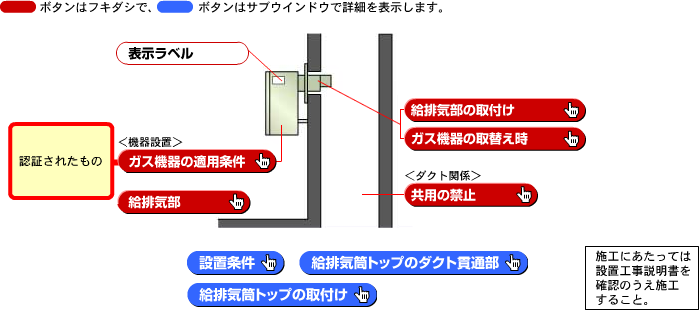 ボタンはフキダシで、 ボタンはサブウインドウで詳細を表示します。
表示ラベル
給排気部の取付け
ガス機器の取替え時
<機器設置>
認証されたもの
ガス機器の適用条件
<ダクト関係>
共用の禁止
給排気部
設置条件
給排気筒トップのダクト貫通部
給排気筒トップの取付け
施工にあたっては
設置工事説明書を
確認のうえ施工
すること。